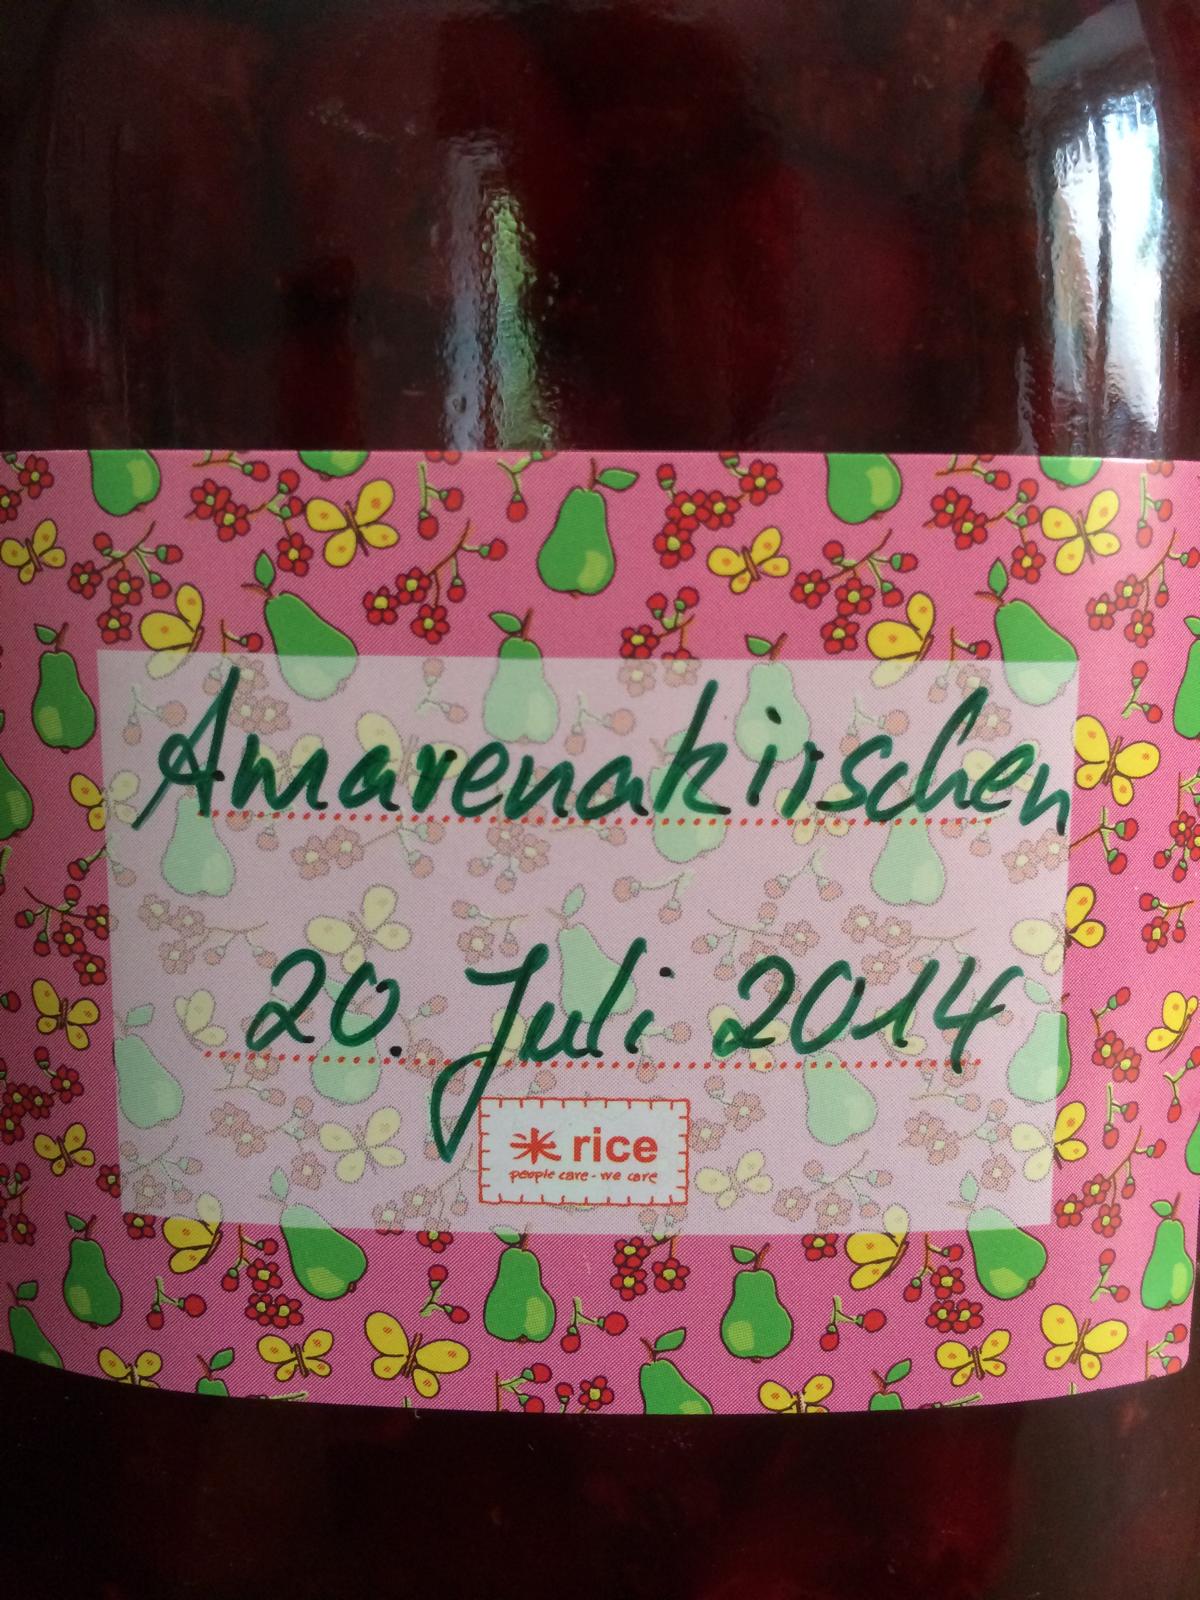 Amarenakirschen
20. Juli 2014
rice
people care - we care